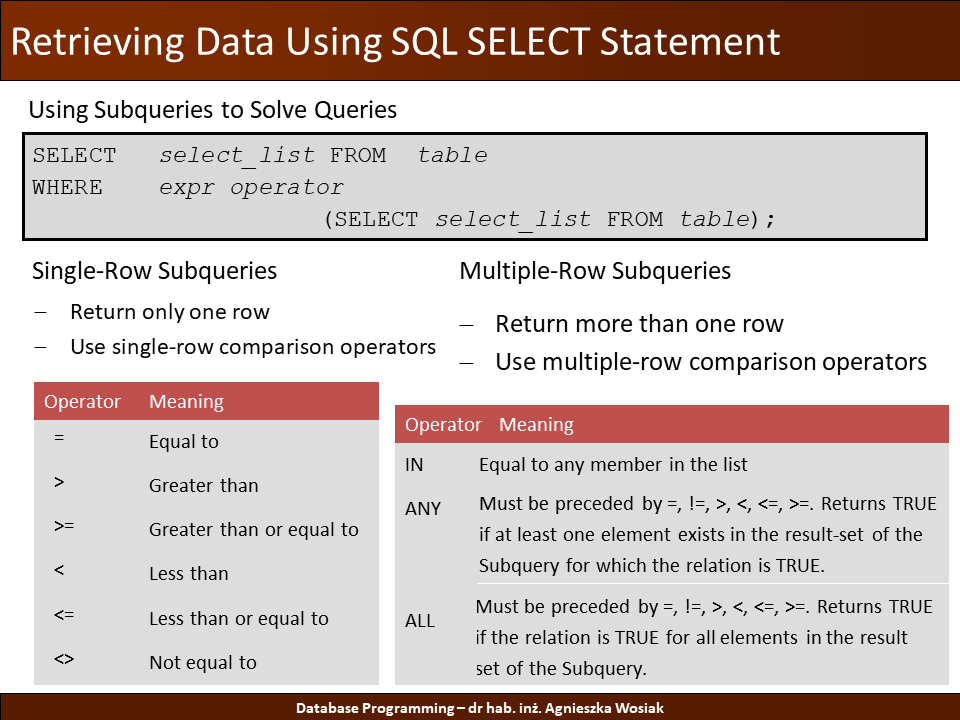 Retrieving Data Using SQL SELECT Statement
Using Subqueries to Solve Queries
SELECT select_list FROM table
WHERE expr operator
(SELECT select_list FROM table);
Single-Row Subqueries
– Return only one row
– Use single-row comparison operators
Operator Meaning
= Equal to
> Greater than
>= Greater than or equal to
< Less than
<= Less than or equal to
<> Not equal to
Multiple-Row Subqueries
– Return more than one row
– Use multiple-row comparison operators
Operator Meaning
IN Equal to any member in the list
ANY Must be preceded by =, !=, >, <, <=, >=. Returns TRUE
if at least one element exists in the result-set of the
Subquery for which the relation is TRUE.
ALL Must be preceded by =, !=, >, <, <=, >=. Returns TRUE
if the relation is TRUE for all elements in the result
set of the Subquery.
Database Programming – dr hab. inż. Agnieszka Wosiak